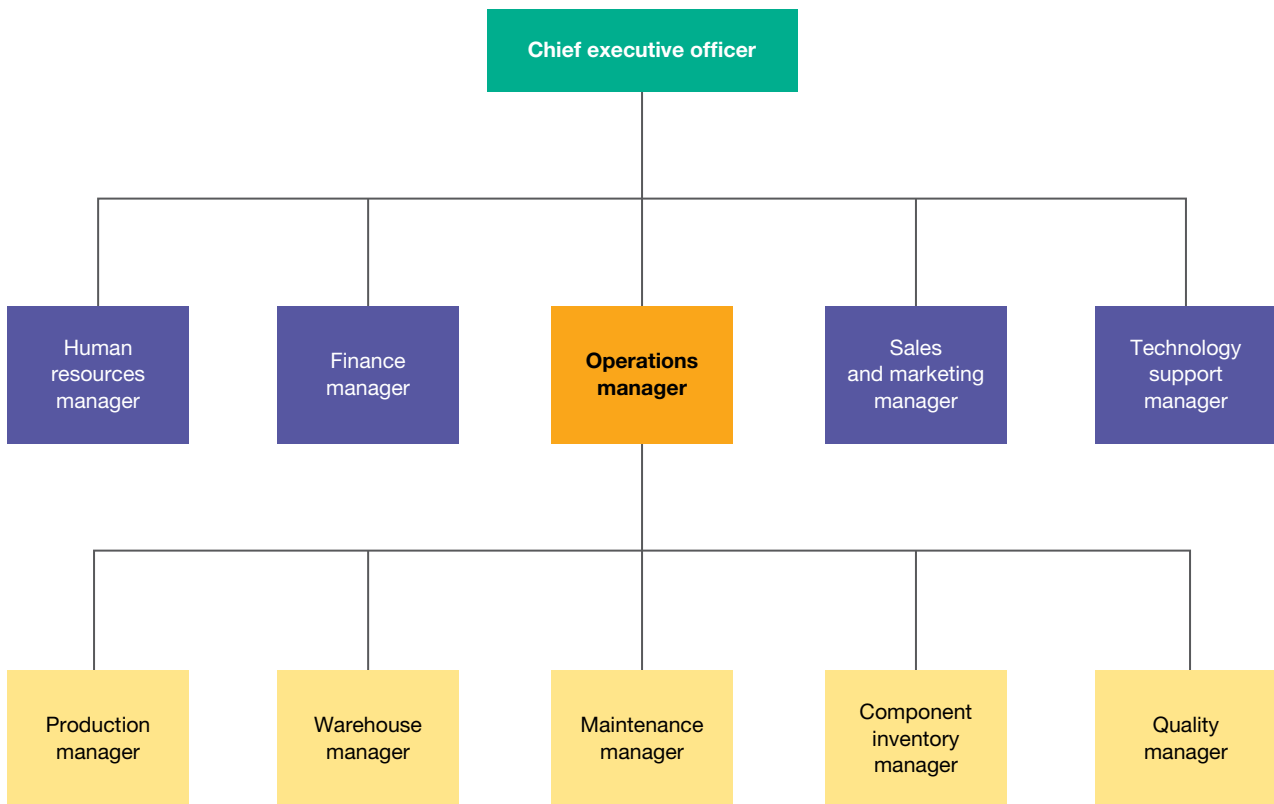 Chief executive officer
Human
resources
manager
Finance
manager
Operations
manager
Sales
and marketing
manager
Technology
support
manager
Production
manager
Warehouse
manager
Maintenance
manager
Component
inventory
manager
Quality
manager